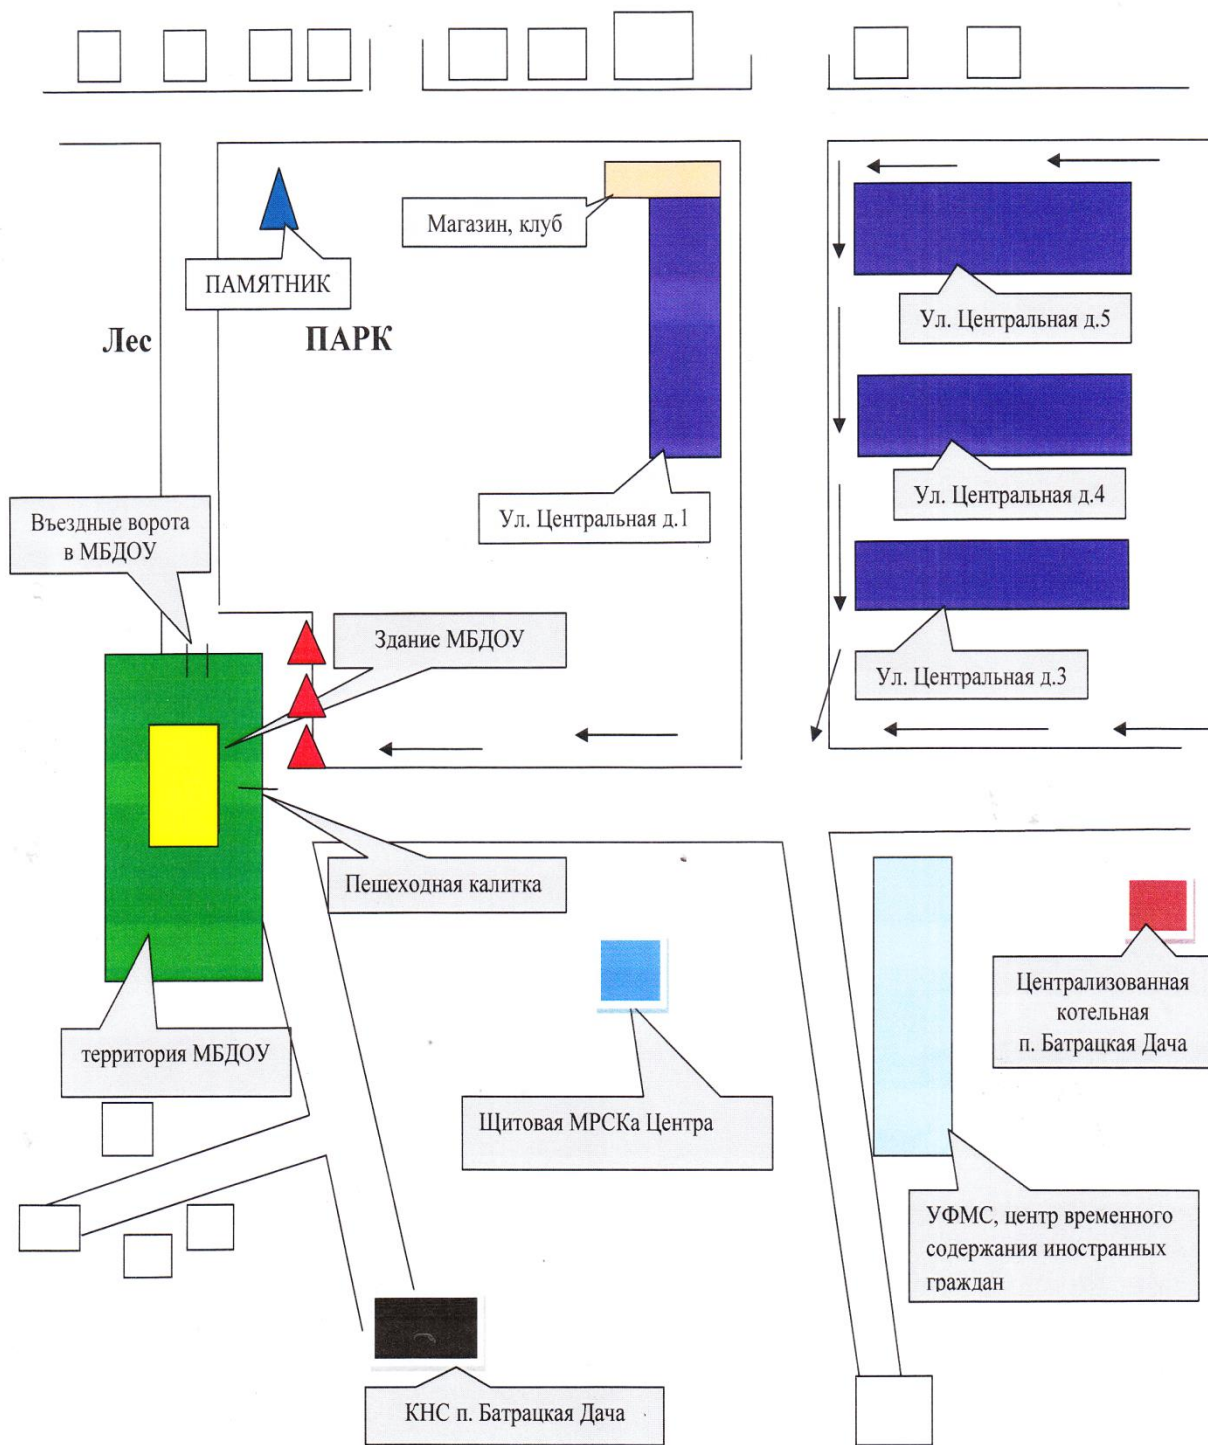 Магазин, клуб
ПАМЯТНИК
Ул. Центральная д.5
Лес
ПАРК
Ул. Центральная д.4
Ул. Центральная д.1
Въездные ворота
в МБДОУ
Здание МБДОУ
Ул. Центральная д.3
Пешеходная калитка
Централизованная
котельная
п. Батрацкая Дача
территория МБДОУ
Щитовая МРСКа Центра
УФМС, центр временного
содержания иностранных
граждан
КНС п. Батрацкая Дача